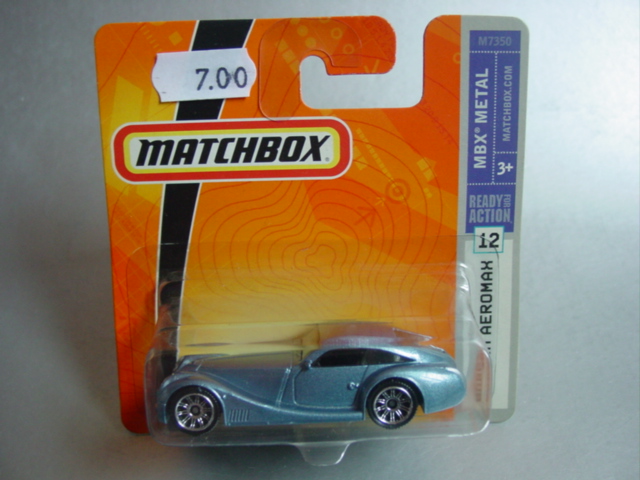 7.00
MATCHBOX
M7350
MBX® METAL
MATCHBOX.COM
3+
READY FOR ACTION
12
AEROMAX